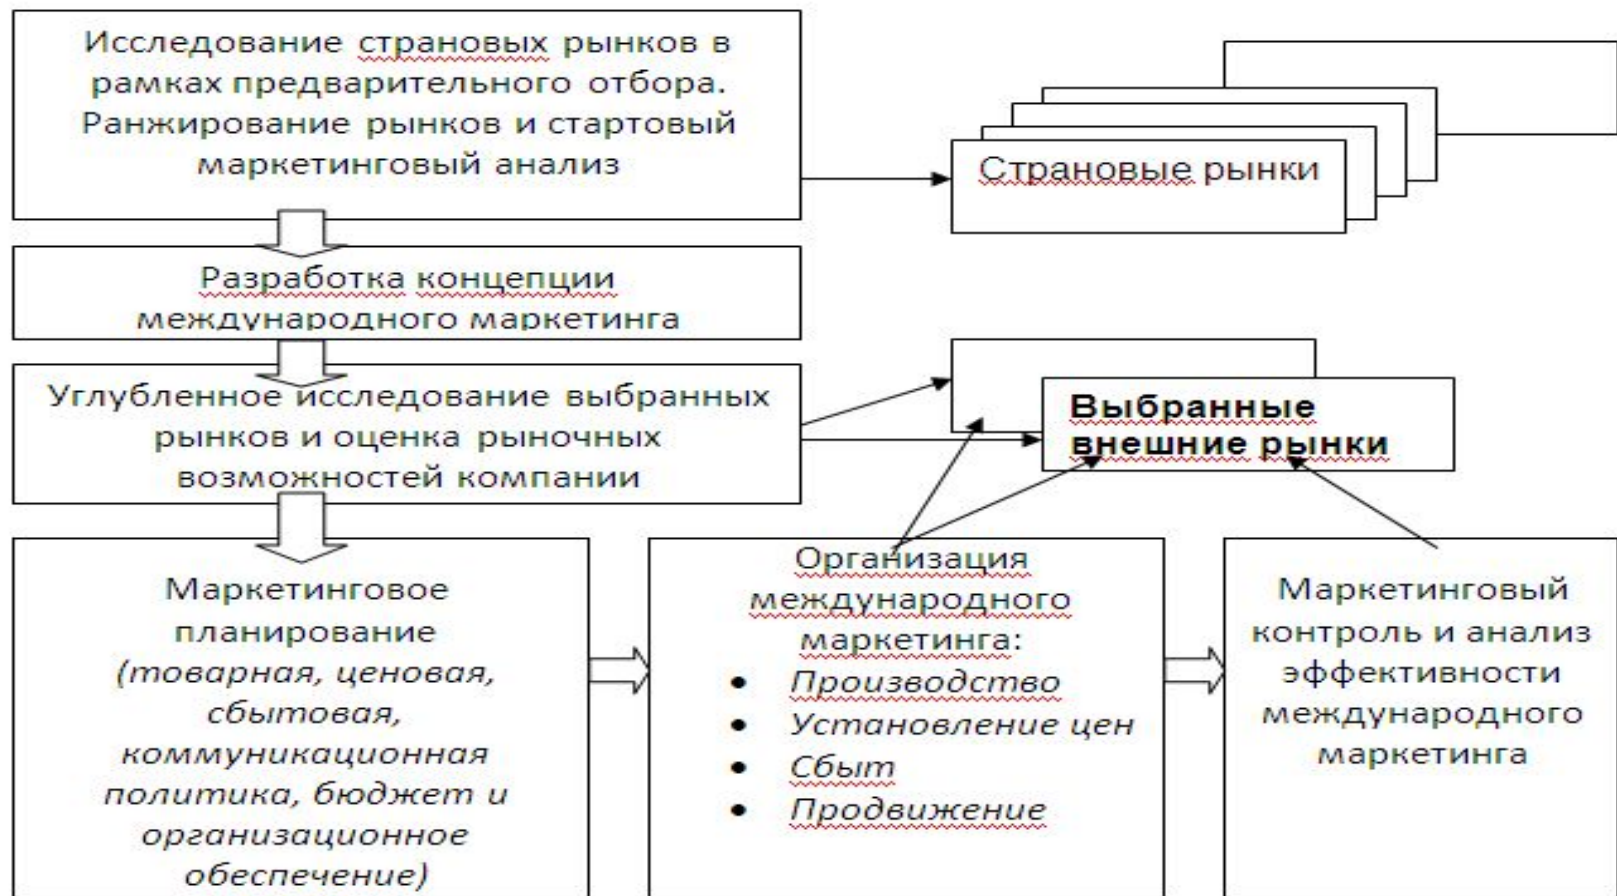 Исследование страновых рынков в
рамках предварительного отбора.
Ранжирование рынков и стартовый
маркетинговый анализ
Страновые рынки
Разработка концепции
международного маркетинга
Углубленное исследование выбранных
рынков и оценка рыночных
возможностей компании
Выбранные
внешние рынки
Маркетинговое
планирование
(товарная, ценовая,
сбытовая,
коммуникационная
политика, бюджет и
организационное
обеспечение)
Организация
международного
маркетинга:
• Производство
• Установление цен
• Сбыт
• Продвижение
Маркетинговый
контроль и анализ
эффективности
международного
маркетинга